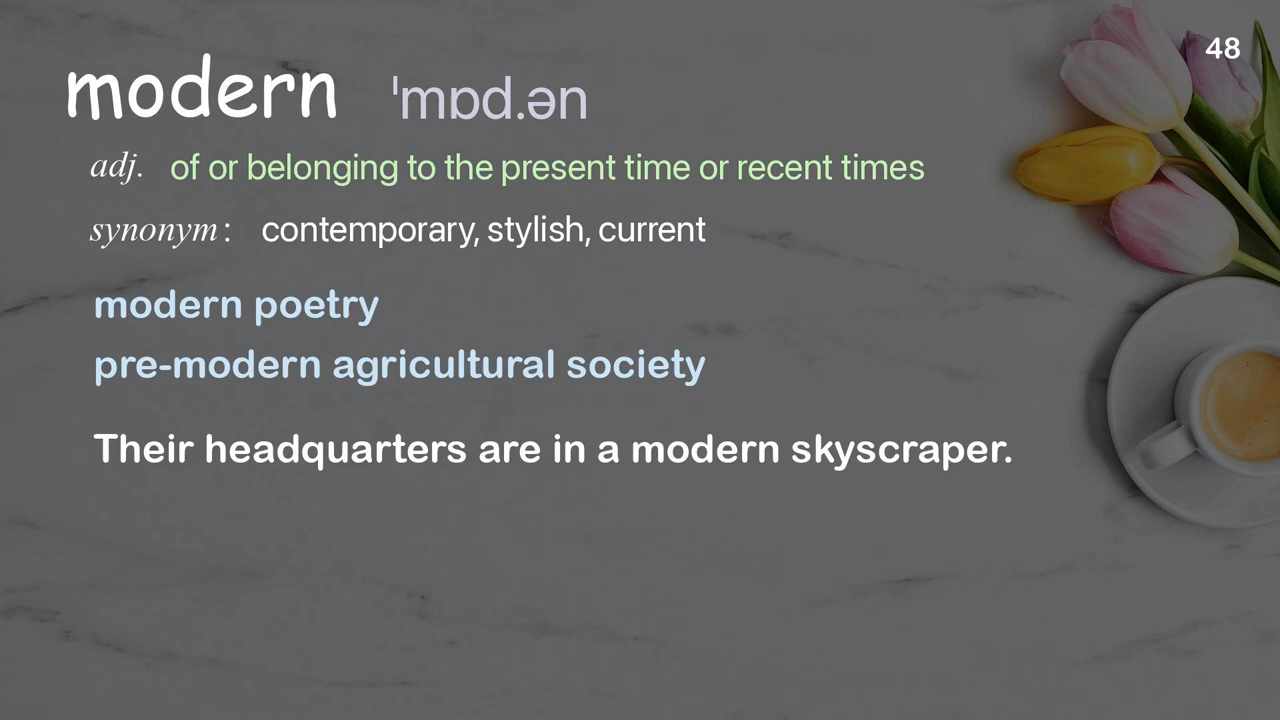 48
modern ˈmɒd.ən
adj. of or belonging to the present time or recent times
synonym: contemporary, stylish, current
modern poetry
pre-modern agricultural society
Their headquarters are in a modern skyscraper.